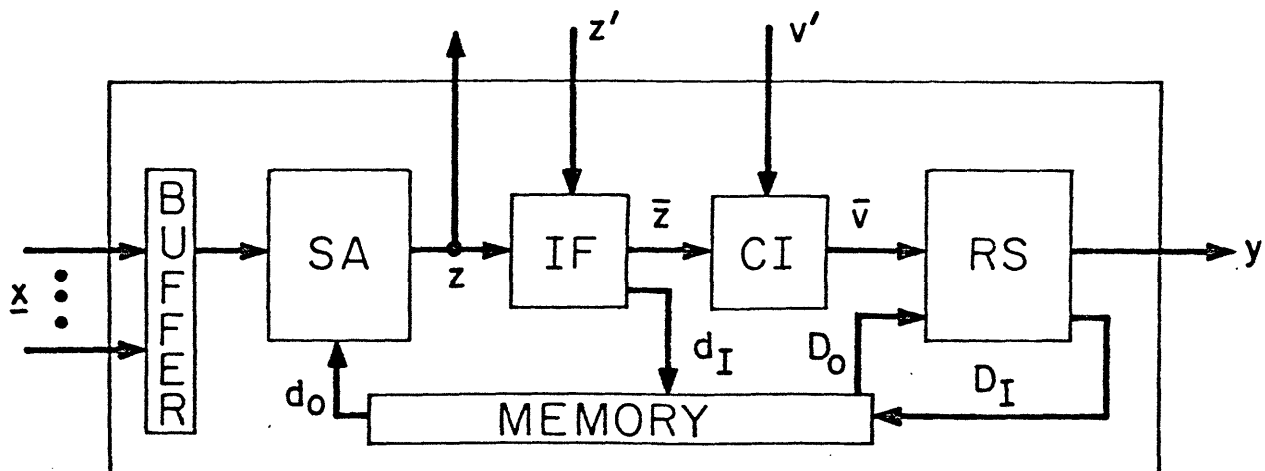 z'
v'
x
BUFFER
SA
z
IF
z̄
CI
v̄
RS
y
d_O
d_I
D_O
D_I
MEMORY